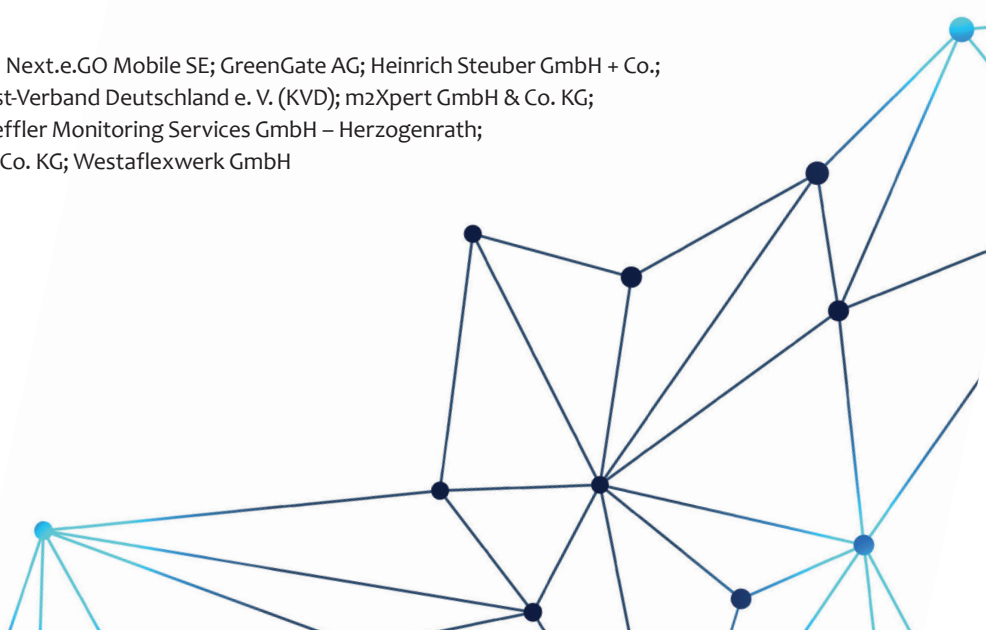 Next.e.GO Mobile SE; GreenGate AG; Heinrich Steuber GmbH + Co.;
st-Verband Deutschland e. V. (KVD); m2Xpert GmbH & Co. KG;
effler Monitoring Services GmbH – Herzogenrath;
Co. KG; Westaflexwerk GmbH